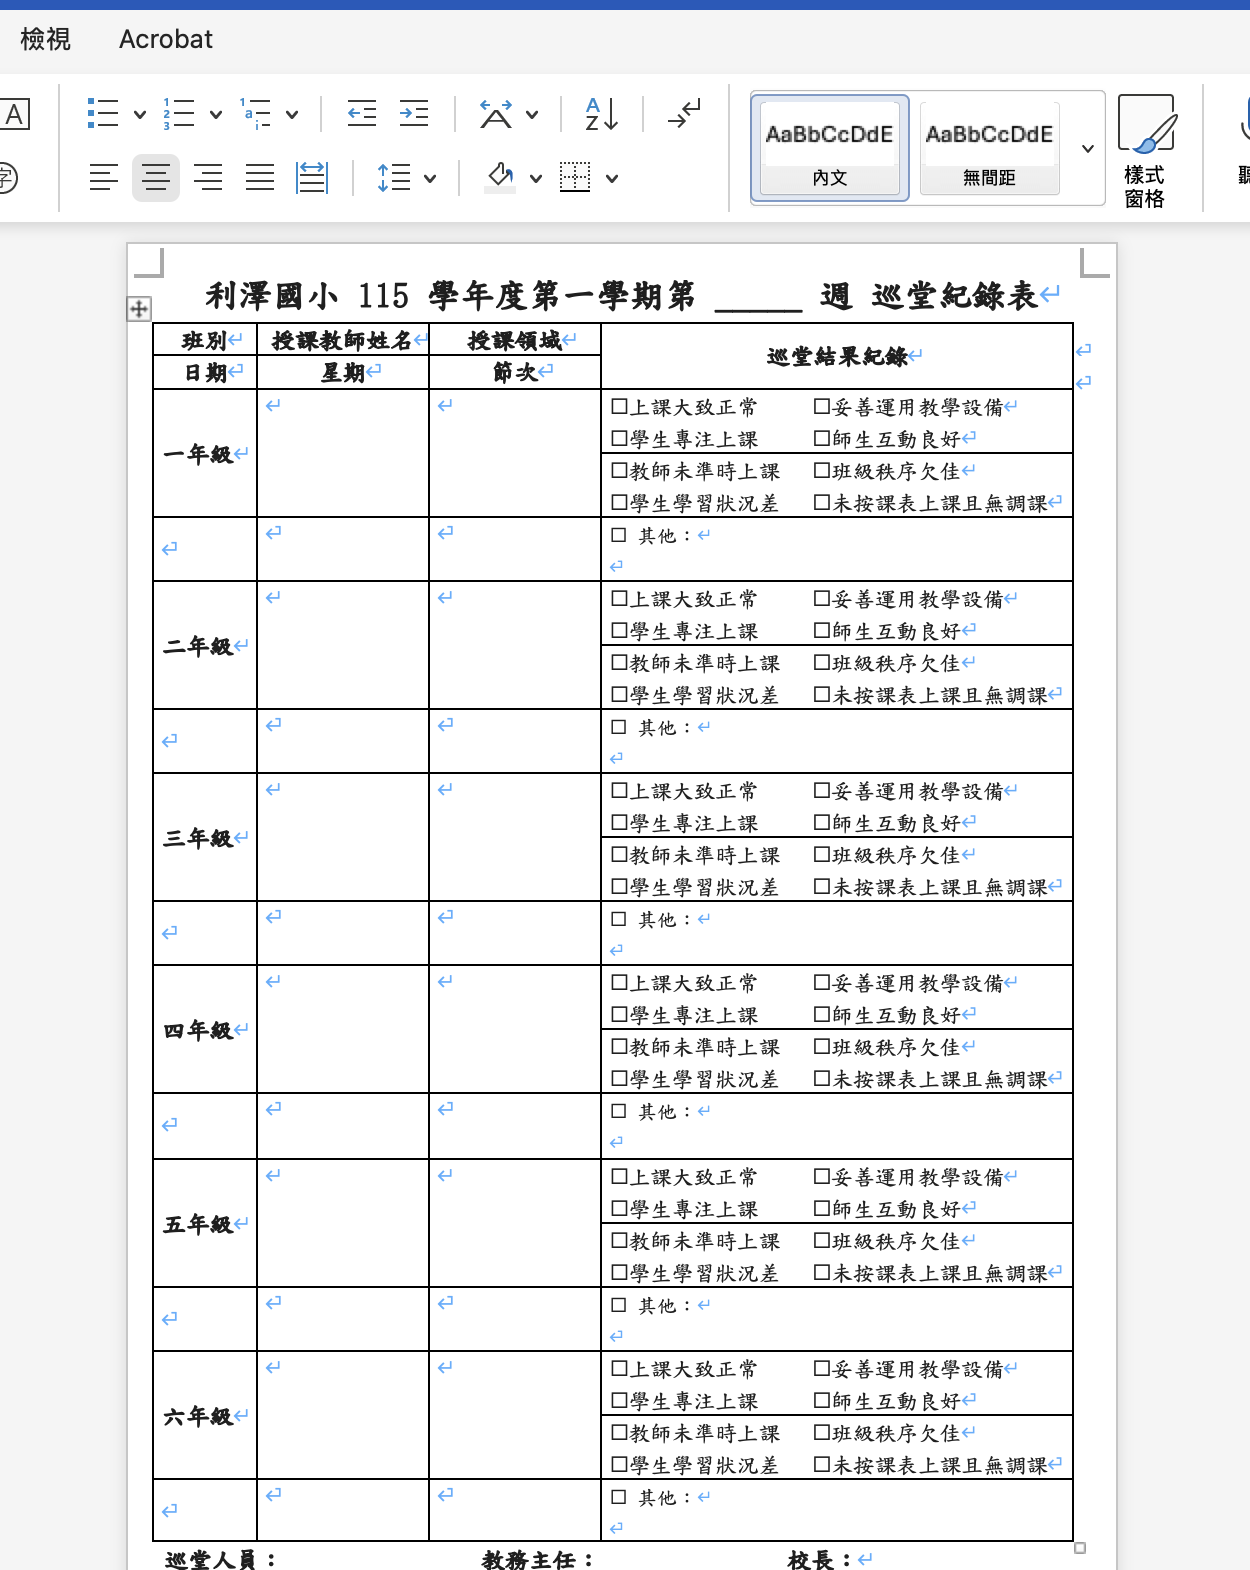 檢視 Acrobat
A
字
AaBbCcDdE AaBbCcDdE
內文 無間距
樣式
窗格
利澤國小 115 學年度第一學期第 _____ 週 巡堂紀錄表
班別 授課教師姓名 授課領域 巡堂結果紀錄
日期 星期 節次
一年級
☐上課大致正常 ☐妥善運用教學設備
☐學生專注上課 ☐師生互動良好
☐教師未準時上課 ☐班級秩序欠佳
☐學生學習狀況差 ☐未按課表上課且無調課
☐ 其他：
二年級
☐上課大致正常 ☐妥善運用教學設備
☐學生專注上課 ☐師生互動良好
☐教師未準時上課 ☐班級秩序欠佳
☐學生學習狀況差 ☐未按課表上課且無調課
☐ 其他：
三年級
☐上課大致正常 ☐妥善運用教學設備
☐學生專注上課 ☐師生互動良好
☐教師未準時上課 ☐班級秩序欠佳
☐學生學習狀況差 ☐未按課表上課且無調課
☐ 其他：
四年級
☐上課大致正常 ☐妥善運用教學設備
☐學生專注上課 ☐師生互動良好
☐教師未準時上課 ☐班級秩序欠佳
☐學生學習狀況差 ☐未按課表上課且無調課
☐ 其他：
五年級
☐上課大致正常 ☐妥善運用教學設備
☐學生專注上課 ☐師生互動良好
☐教師未準時上課 ☐班級秩序欠佳
☐學生學習狀況差 ☐未按課表上課且無調課
☐ 其他：
六年級
☐上課大致正常 ☐妥善運用教學設備
☐學生專注上課 ☐師生互動良好
☐教師未準時上課 ☐班級秩序欠佳
☐學生學習狀況差 ☐未按課表上課且無調課
☐ 其他：
巡堂人員： 教務主任： 校長：